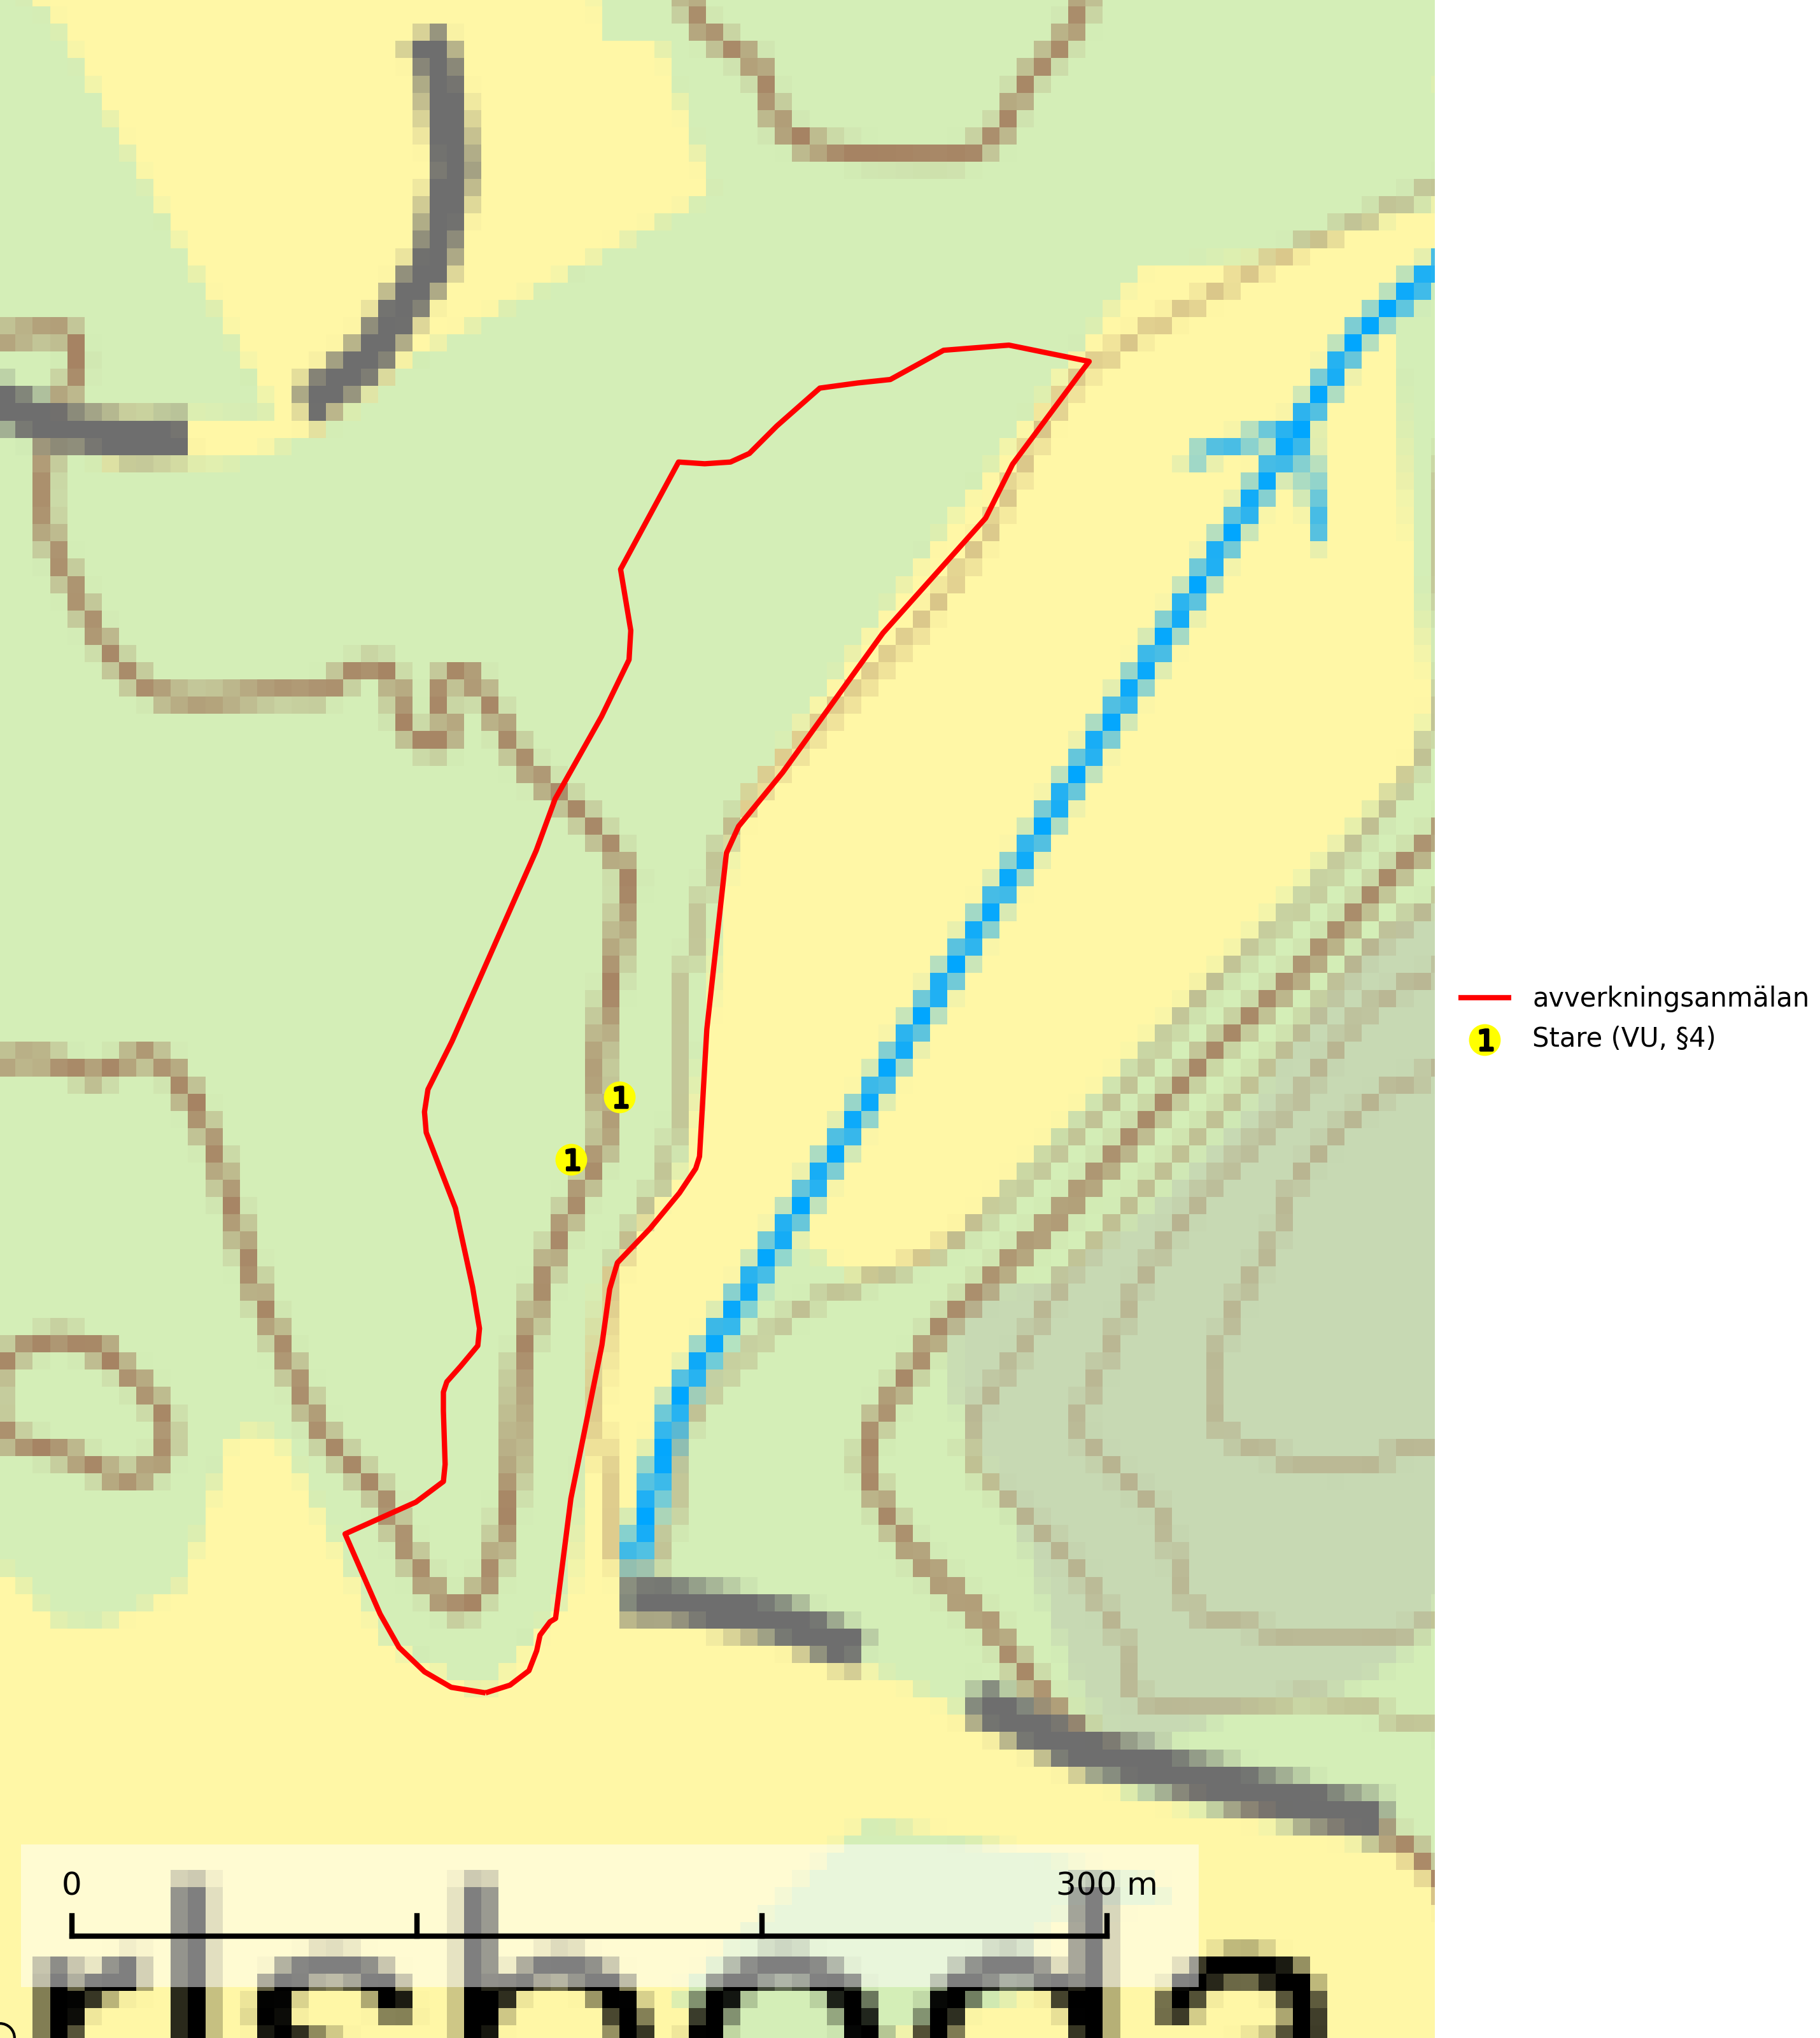 1
1
avverkningsanmälan
1 Stare (VU, §4)
0 300 m